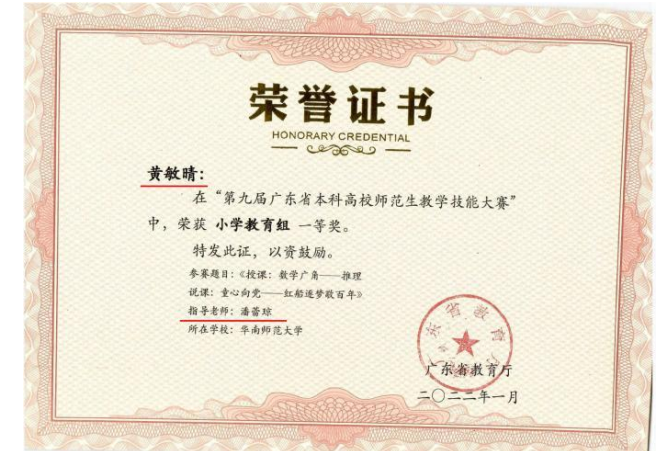 荣誉证书
HONORARY CREDENTIAL
黄敏晴:
在“第九届广东省本科高校师范生教学技能大赛”
中，荣获 小学教育组 一等奖。
特发此证，以资鼓励。
参赛题目:《授课: 数学广角——推理
说课: 童心向党——红船逐梦敢百年》
指导老师: 潘蕾琼
所在学校: 华南师范大学
广东省教育厅
二〇二二年一月